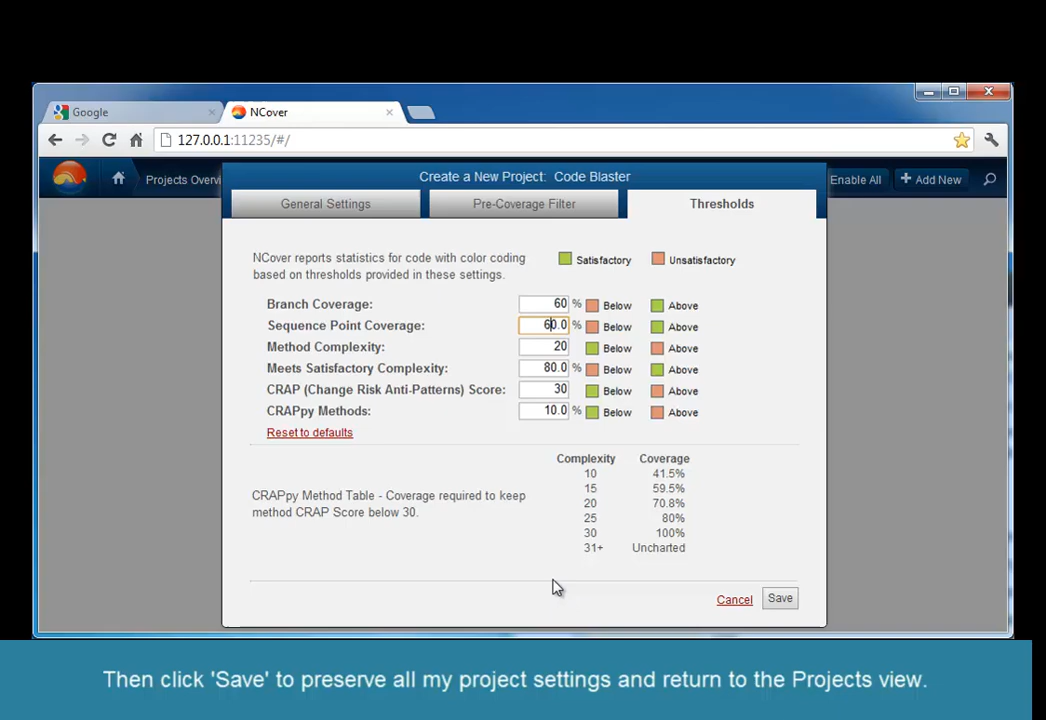 Google
NCover
127.0.0.1:11235/#/
Projects Overvi
Enable All
+ Add New
Create a New Project: Code Blaster
General Settings
Pre-Coverage Filter
Thresholds
NCover reports statistics for code with color coding
based on thresholds provided in these settings.
Satisfactory
Unsatisfactory
Branch Coverage: 60 % Below Above
Sequence Point Coverage: 60.0 % Below Above
Method Complexity: 20 Below Above
Meets Satisfactory Complexity: 80.0 % Below Above
CRAP (Change Risk Anti-Patterns) Score: 30 Below Above
CRAPpy Methods: 10.0 % Below Above
Reset to defaults
CRAPpy Method Table - Coverage required to keep
method CRAP Score below 30.
Complexity Coverage
10 41.5%
15 59.5%
20 70.8%
25 80%
30 100%
31+ Uncharted
Cancel
Save
Then click 'Save' to preserve all my project settings and return to the Projects view.